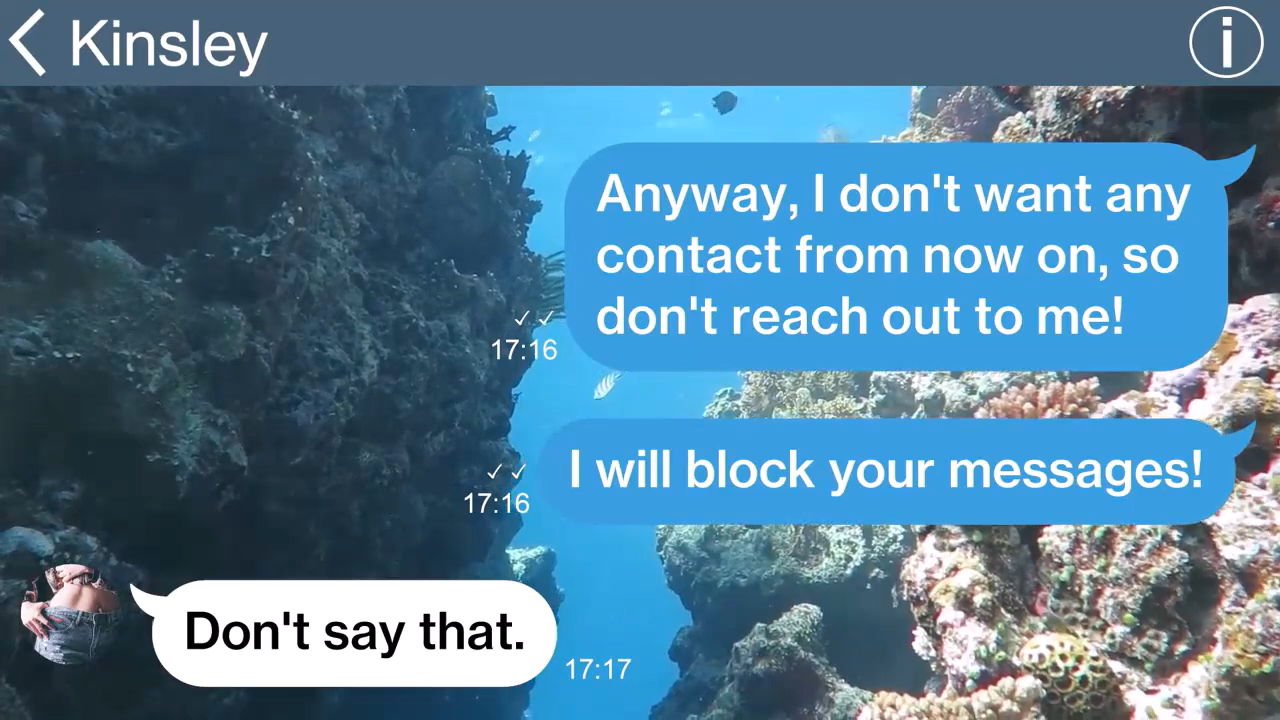 Kinsley
Anyway, I don't want any
contact from now on, so
don't reach out to me!
17:16
I will block your messages!
17:16
Don't say that.
17:17